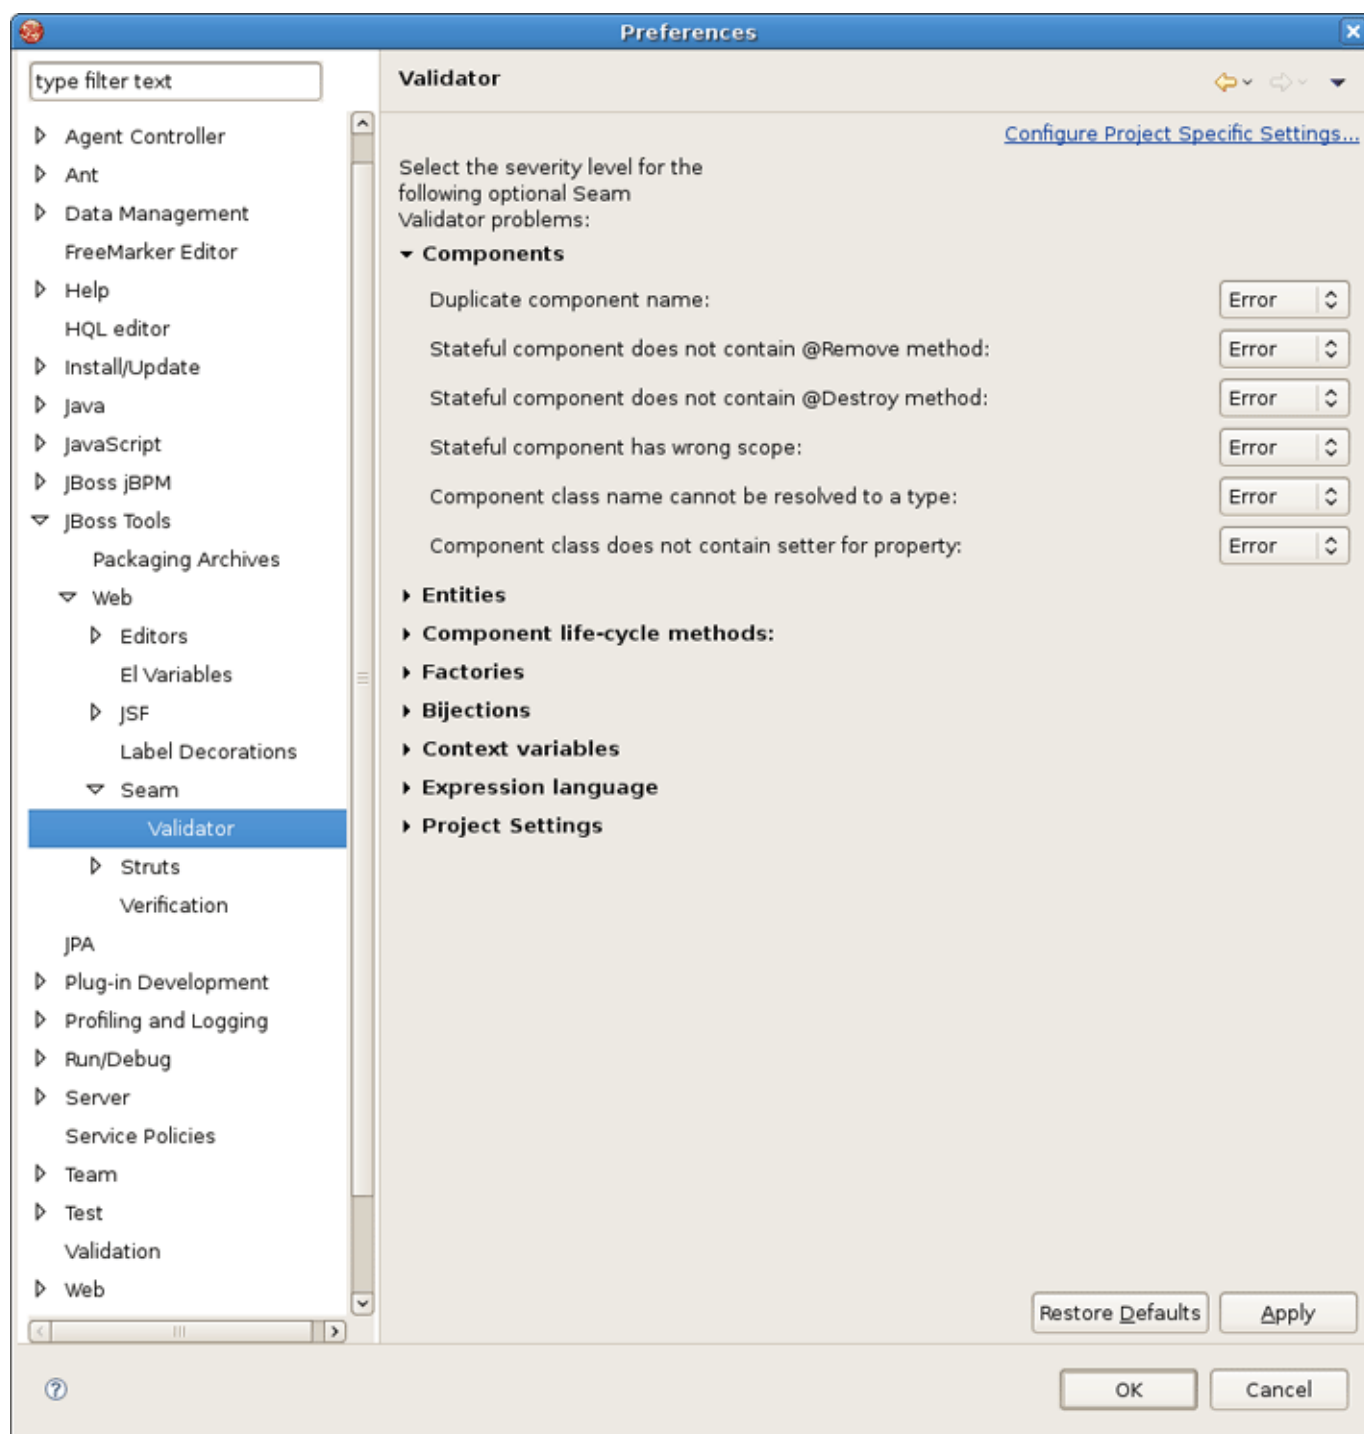 Preferences
type filter text
Agent Controller
Ant
Data Management
FreeMarker Editor
Help
HQL editor
Install/Update
Java
JavaScript
JBoss jBPM
JBoss Tools
Packaging Archives
Web
Editors
El Variables
JSF
Label Decorations
Seam
Validator
Struts
Verification
JPA
Plug-in Development
Profiling and Logging
Run/Debug
Server
Service Policies
Team
Test
Validation
Web
Validator
Configure Project Specific Settings...
Select the severity level for the
following optional Seam
Validator problems:
Components
Duplicate component name: Error
Stateful component does not contain @Remove method: Error
Stateful component does not contain @Destroy method: Error
Stateful component has wrong scope: Error
Component class name cannot be resolved to a type: Error
Component class does not contain setter for property: Error
Entities
Component life-cycle methods:
Factories
Bijections
Context variables
Expression language
Project Settings
Restore Defaults Apply
OK Cancel